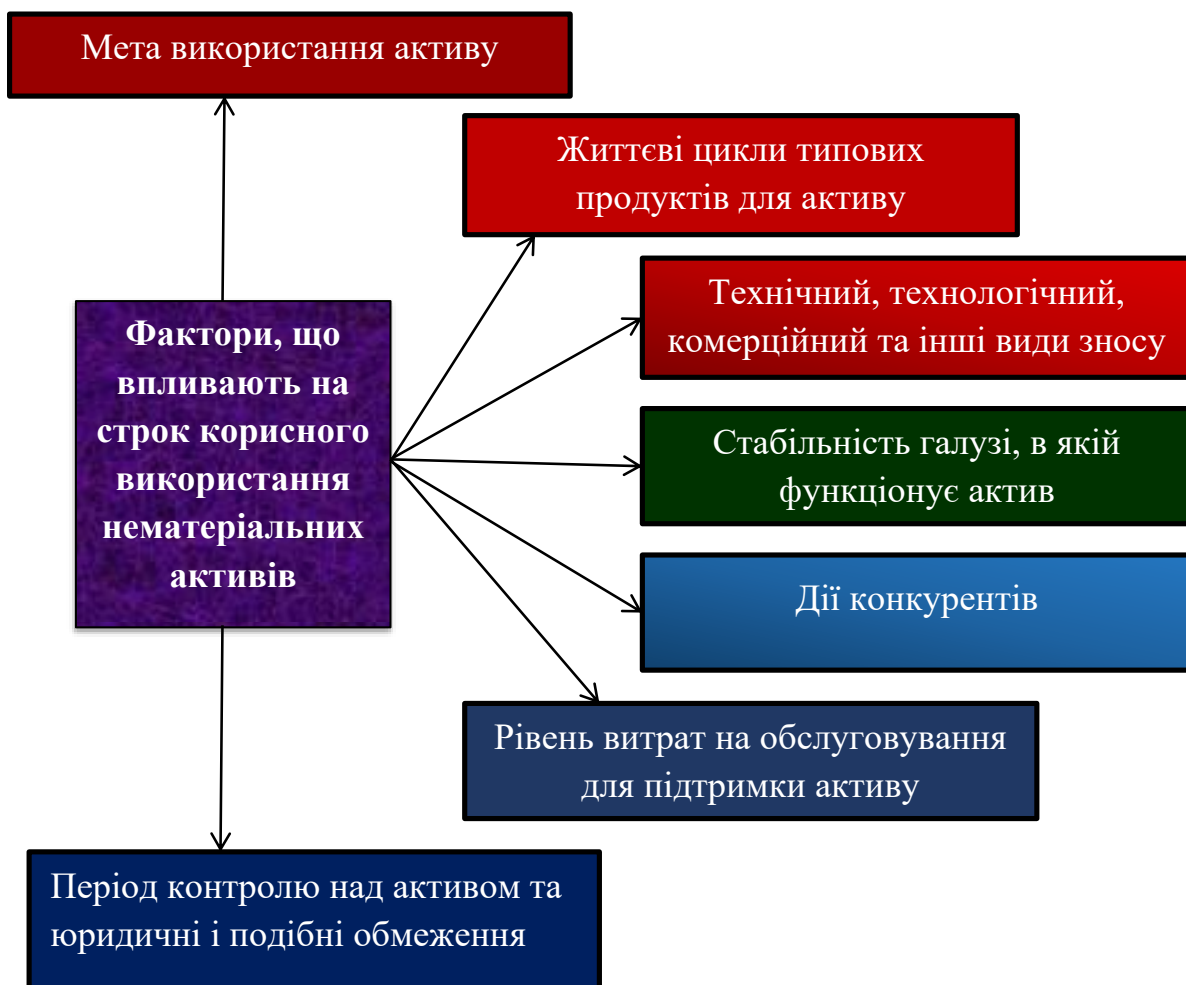 Мета використання активу
Життєві цикли типових
продуктів для активу
Технічний, технологічний,
комерційний та інші види зносу
Фактори, що
впливають на
строк корисного
використання
нематеріальних
активів
Стабільність галузі, в якій
функціонує актив
Дії конкурентів
Рівень витрат на обслуговування
для підтримки активу
Період контролю над активом та
юридичні і подібні обмеження